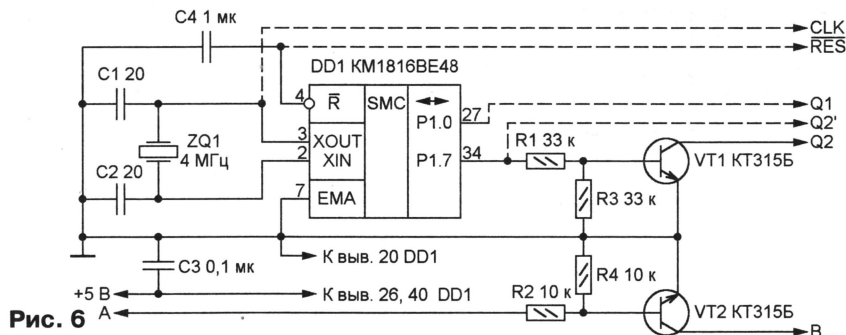 C4 1 мк
CLK
RES
DD1 КМ1816ВЕ48
C1 20
4
R
SMC
27
P1.0
Q1
Q2'
ZQ1
4 МГц
3
XOUT
2
XIN
34
P1.7
R1 33 к
Q2
VT1 КТ315Б
C2 20
7
EMA
R3 33 к
К выв. 20 DD1
C3 0,1 мк
R4 10 к
+5 В
К выв. 26, 40 DD1
R2 10 к
A
VT2 КТ315Б
B
Рис. 6